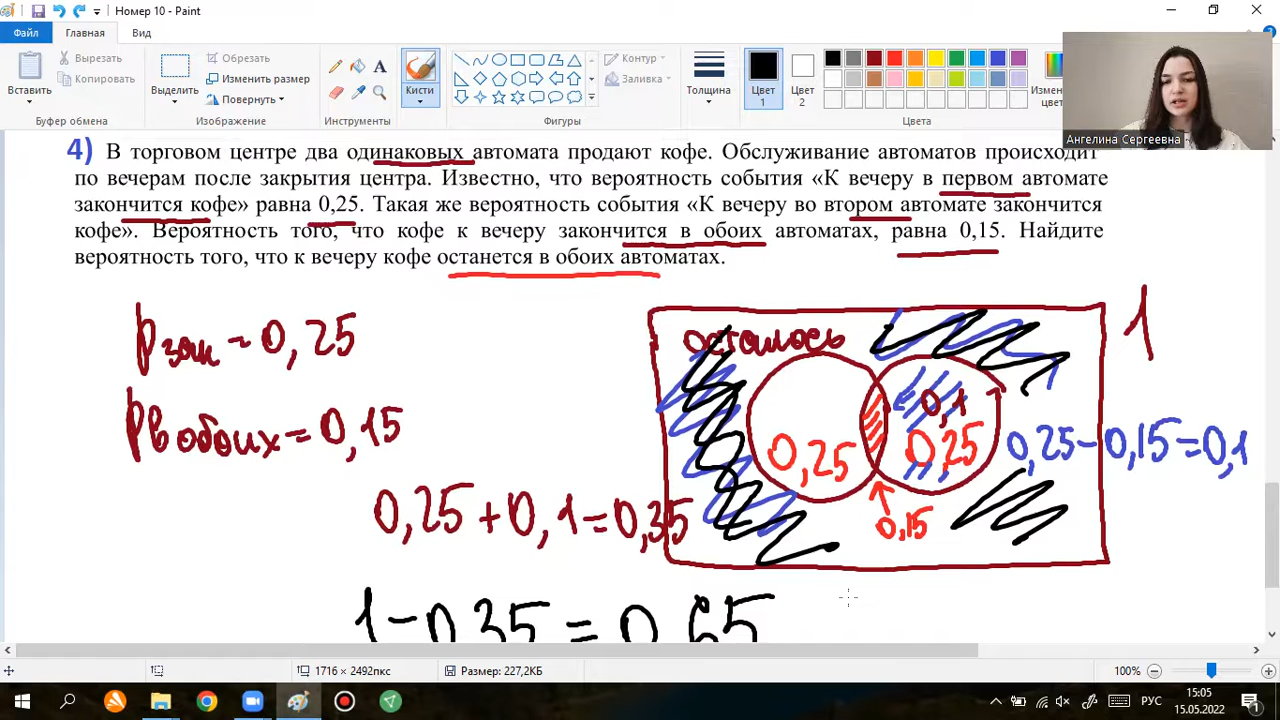 Номер 10 - Paint
Файл Главная Вид
Вырезать
Копировать
Вставить
Буфер обмена
Выделить
Обрезать
Изменить размер
Повернуть
Изображение
Инструменты
Кисти
Контур
Заливка
Фигуры
Толщина
Цвет 1
Цвет 2
Цвета
Ангелина Сергеевна
4) В торговом центре два одинаковых автомата продают кофе. Обслуживание автоматов происходит
по вечерам после закрытия центра. Известно, что вероятность события «К вечеру в первом автомате
закончится кофе» равна 0,25. Такая же вероятность события «К вечеру во втором автомате закончится
кофе». Вероятность того, что кофе к вечеру закончится в обоих автоматах, равна 0,15. Найдите
вероятность того, что к вечеру кофе останется в обоих автоматах.
Pзак = 0,25
Pв обоих = 0,15
0,25 + 0,1 = 0,35
1 - 0,35 = 0,65
осталось
1
0,25
0,1
0,25
0,15
0,25 - 0,15 = 0,1
1716 × 2492пкс
Размер: 227,2КБ
100%
РУС
15:05
15.05.2022
1